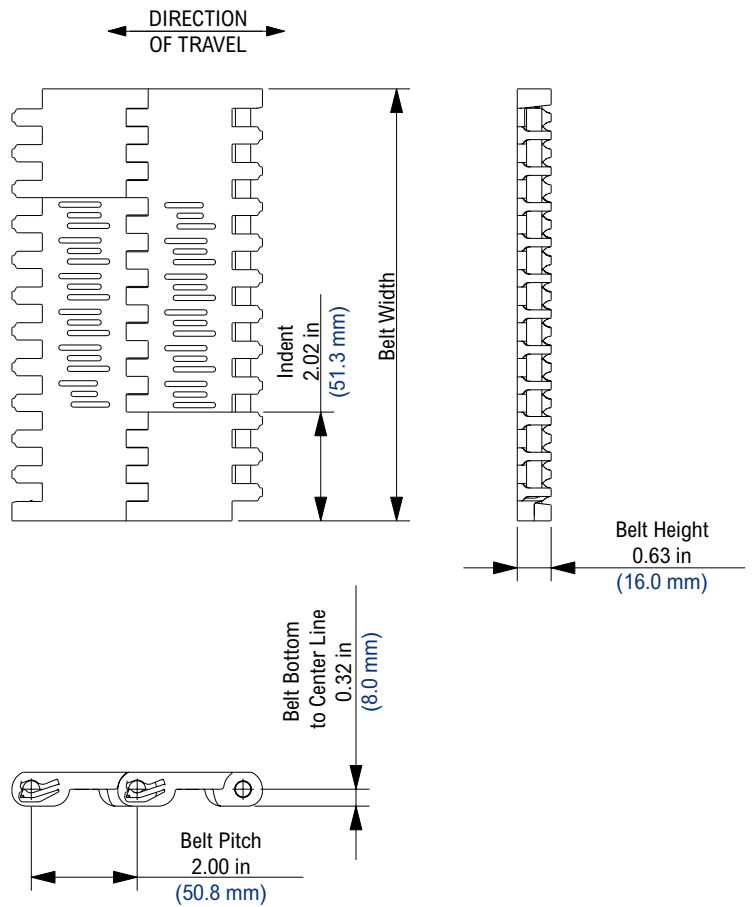 DIRECTION
OF TRAVEL
Indent
2.02 in
(51.3 mm)
Belt Width
Belt Height
0.63 in
(16.0 mm)
Belt Bottom
to Center Line
0.32 in
(8.0 mm)
Belt Pitch
2.00 in
(50.8 mm)